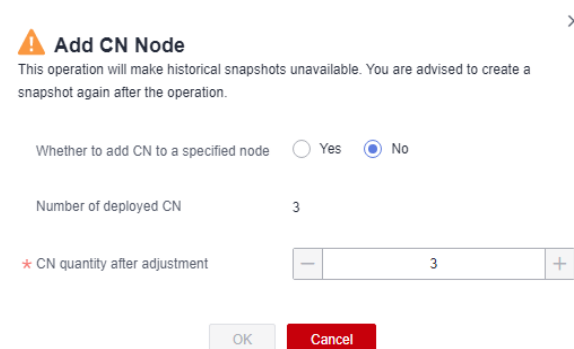 Add CN Node
This operation will make historical snapshots unavailable. You are advised to create a
snapshot again after the operation.
Whether to add CN to a specified node Yes No
Number of deployed CN 3
* CN quantity after adjustment — 3 +
OK Cancel